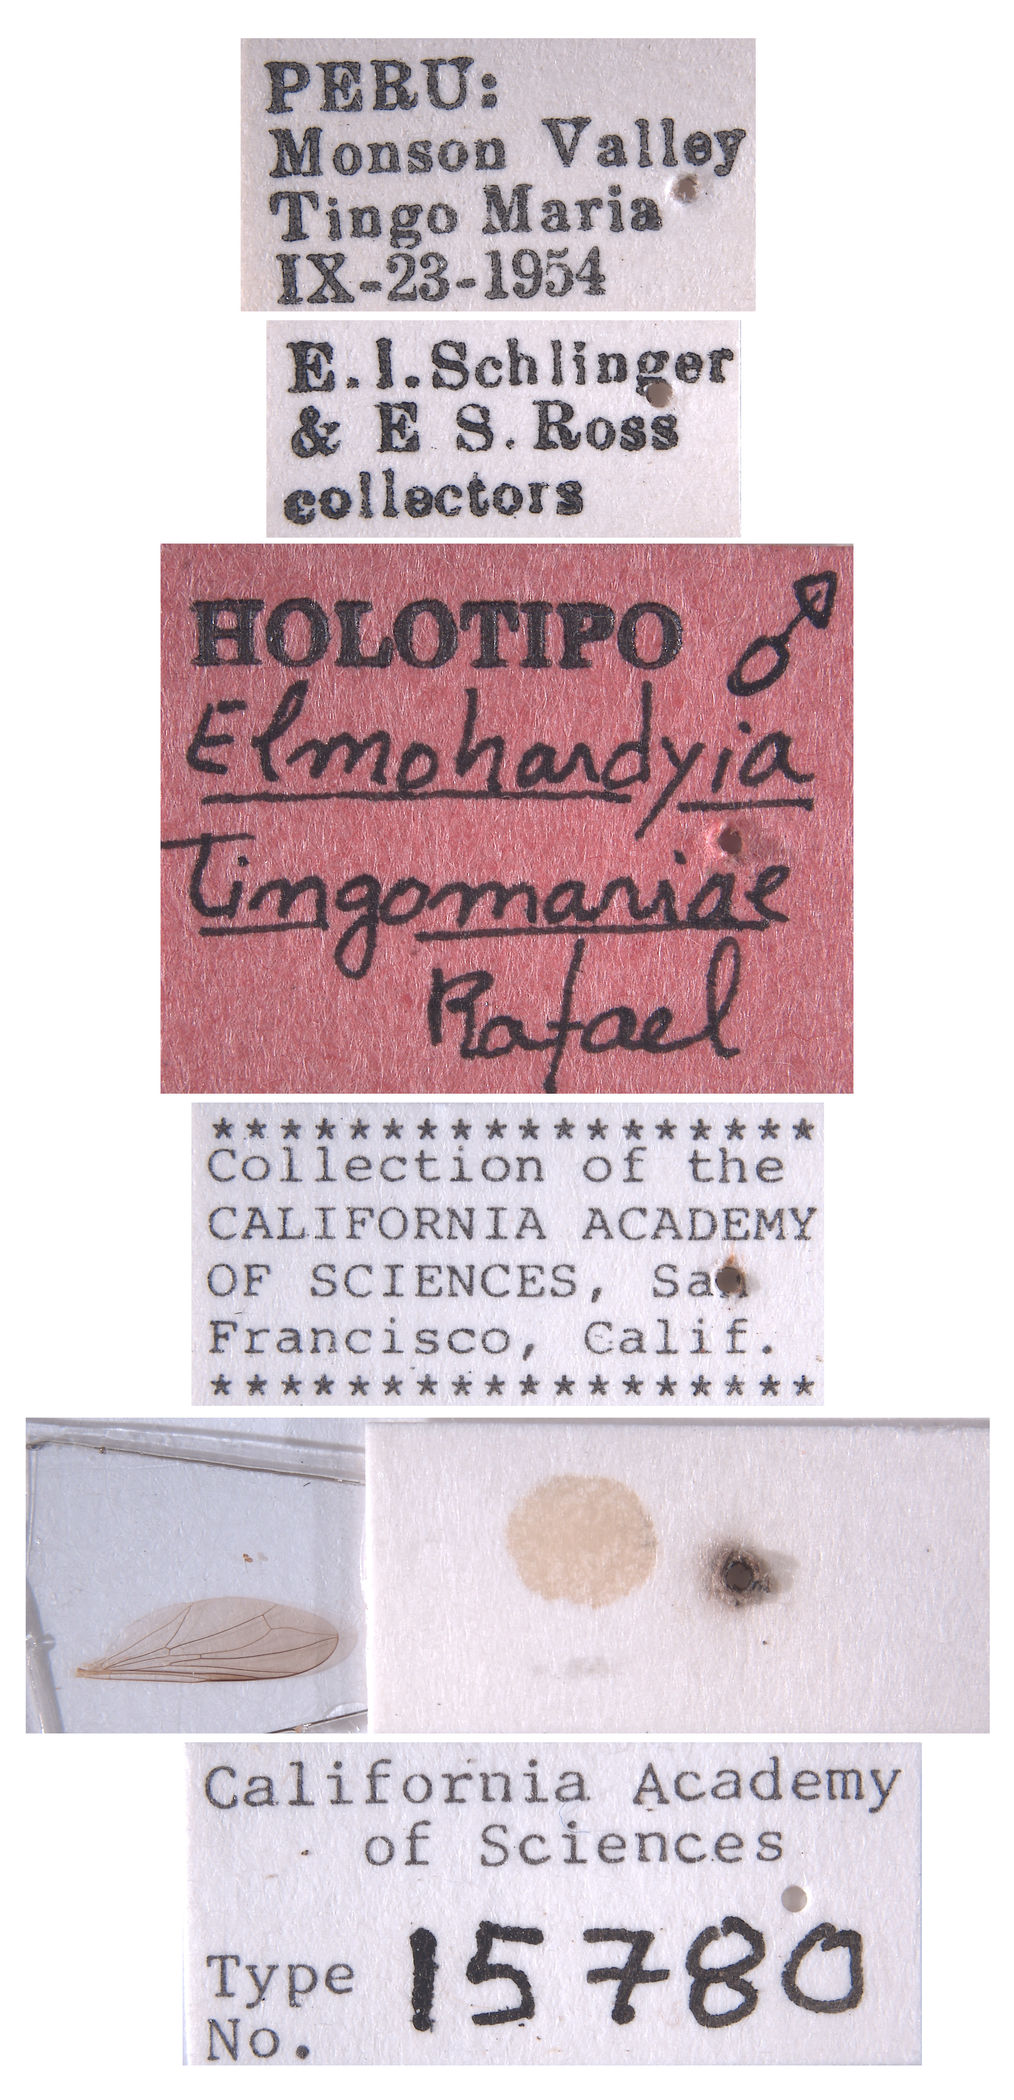 PERU:
Monson Valley
Tingo Maria
IX-23-1954
E.I.Schlinger
& E S. Ross
collectors
HOLOTIPO ♂
Elmohardyia
Tingomariae
Rafael
******************
Collection of the
CALIFORNIA ACADEMY
OF SCIENCES, San
Francisco, Calif.
******************
California Academy
of Sciences
Type
No. 15780